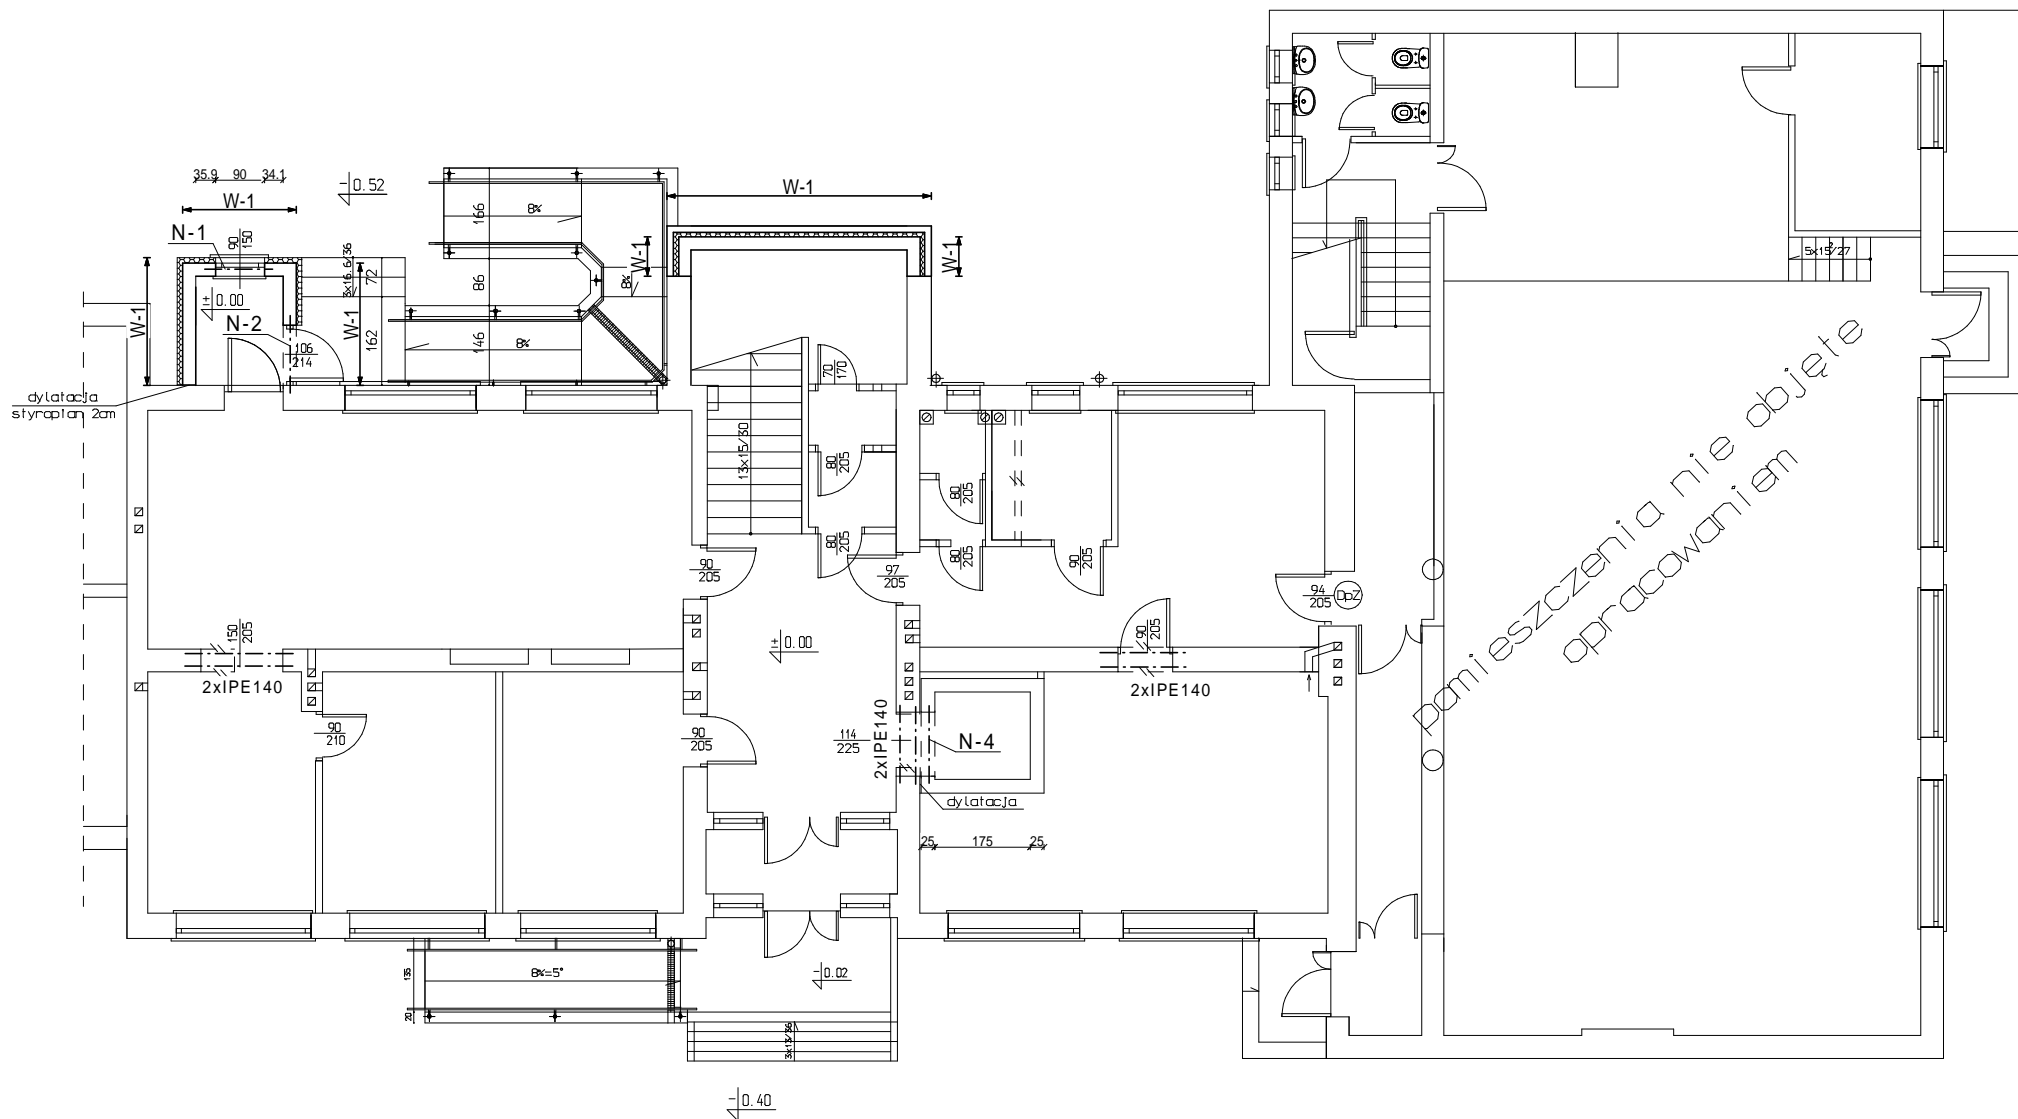 35.9 90 34.1
W-1
- 0.52
N-1
90
150
3x16.6/36
72
± 0.00
W-1
N-2
W-1
106
214
162
dylatacja
styropian 2cm
166
8%
86
8%
146
8%
W-1
W-1
W-1
70
170
13x15/30
80
205
80
205
90
205
97
205
80
205
80
205
90
205
94
205
DpZ
5x15²/27
pomieszczenia nie objęte
opracowaniem
150
205
2xIPE140
90
210
± 0.00
90
205
90
205
2xIPE140
114
225
2xIPE140
N-4
dylatacja
25 175 25
8%=5°
135
20
- 0.02
3x13/36
- 0.40